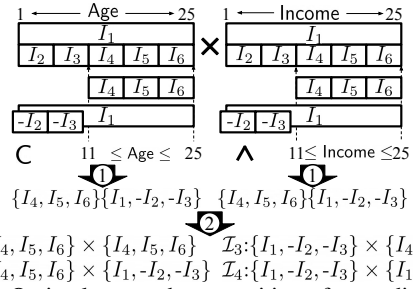 1 Age 25 1 Income 25
I₁ × I₁
I₂ I₃ I₄ I₅ I₆ I₂ I₃ I₄ I₅ I₆
I₄ I₅ I₆ I₄ I₅ I₆
-I₂ -I₃ I₁ -I₂ -I₃ I₁
C 11 ≤ Age ≤ 25 ∧ 11≤ Income ≤25
1 1
{I₄, I₅, I₆}{I₁, -I₂, -I₃} {I₄, I₅, I₆}{I₁, -I₂, -I₃}
2
₄, I₅, I₆} × {I₄, I₅, I₆} 𝓘₃:{I₁, -I₂, -I₃} × {I₄
₄, I₅, I₆} × {I₁, -I₂, -I₃} 𝓘₄:{I₁, -I₂, -I₃} × {I₁